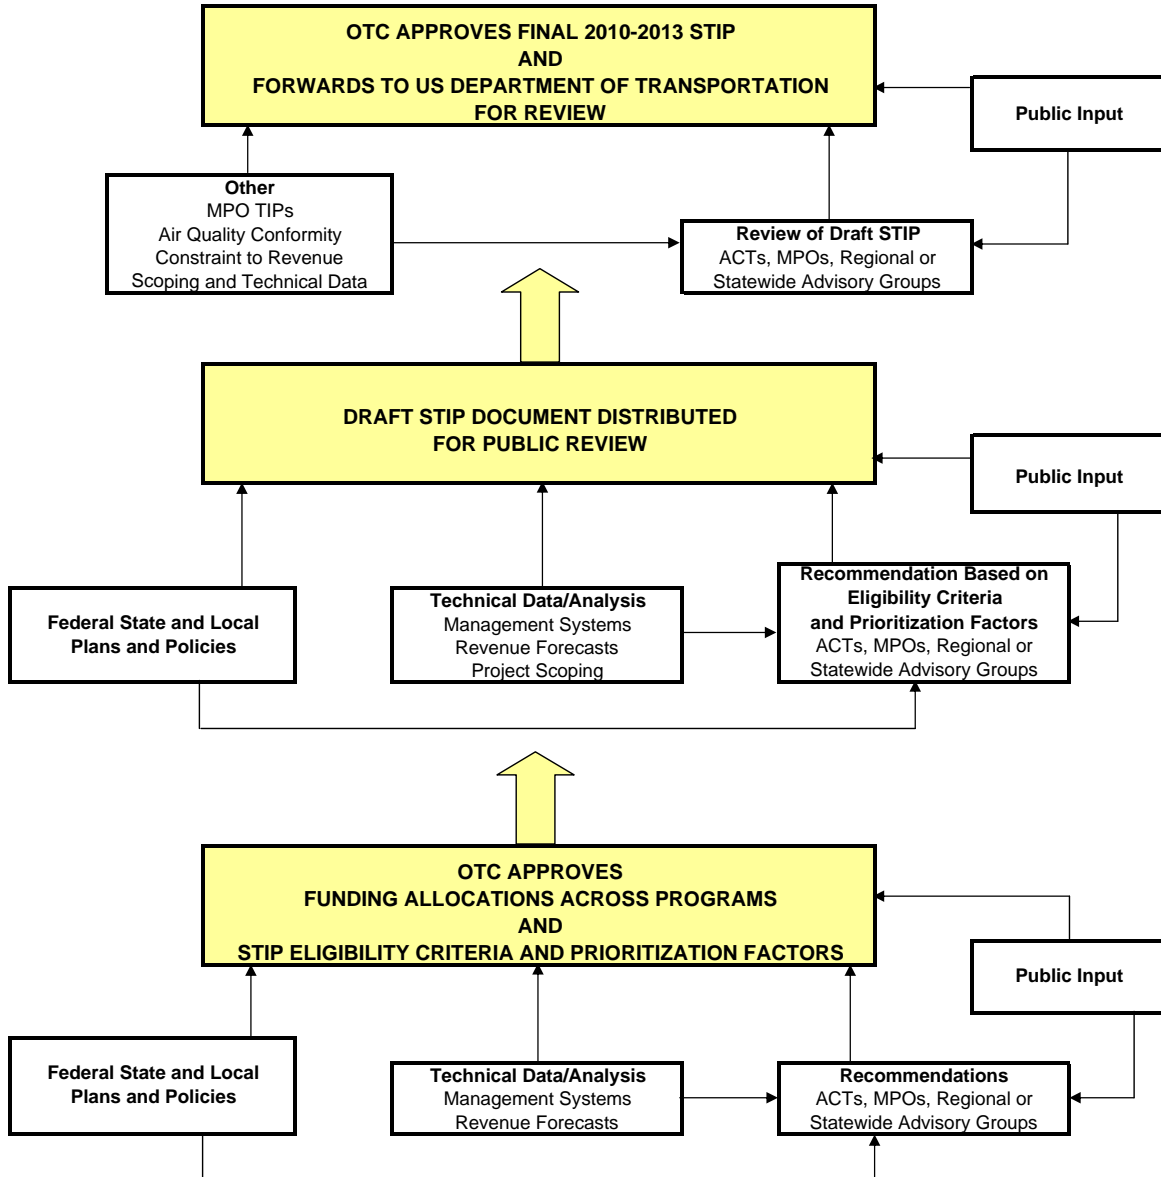 OTC APPROVES FINAL 2010-2013 STIP
AND
FORWARDS TO US DEPARTMENT OF TRANSPORTATION
FOR REVIEW
Public Input
Other
MPO TIPs
Air Quality Conformity
Constraint to Revenue
Scoping and Technical Data
Review of Draft STIP
ACTs, MPOs, Regional or
Statewide Advisory Groups
DRAFT STIP DOCUMENT DISTRIBUTED
FOR PUBLIC REVIEW
Public Input
Federal State and Local
Plans and Policies
Technical Data/Analysis
Management Systems
Revenue Forecasts
Project Scoping
Recommendation Based on
Eligibility Criteria
and Prioritization Factors
ACTs, MPOs, Regional or
Statewide Advisory Groups
OTC APPROVES
FUNDING ALLOCATIONS ACROSS PROGRAMS
AND
STIP ELIGIBILITY CRITERIA AND PRIORITIZATION FACTORS
Public Input
Federal State and Local
Plans and Policies
Technical Data/Analysis
Management Systems
Revenue Forecasts
Recommendations
ACTs, MPOs, Regional or
Statewide Advisory Groups